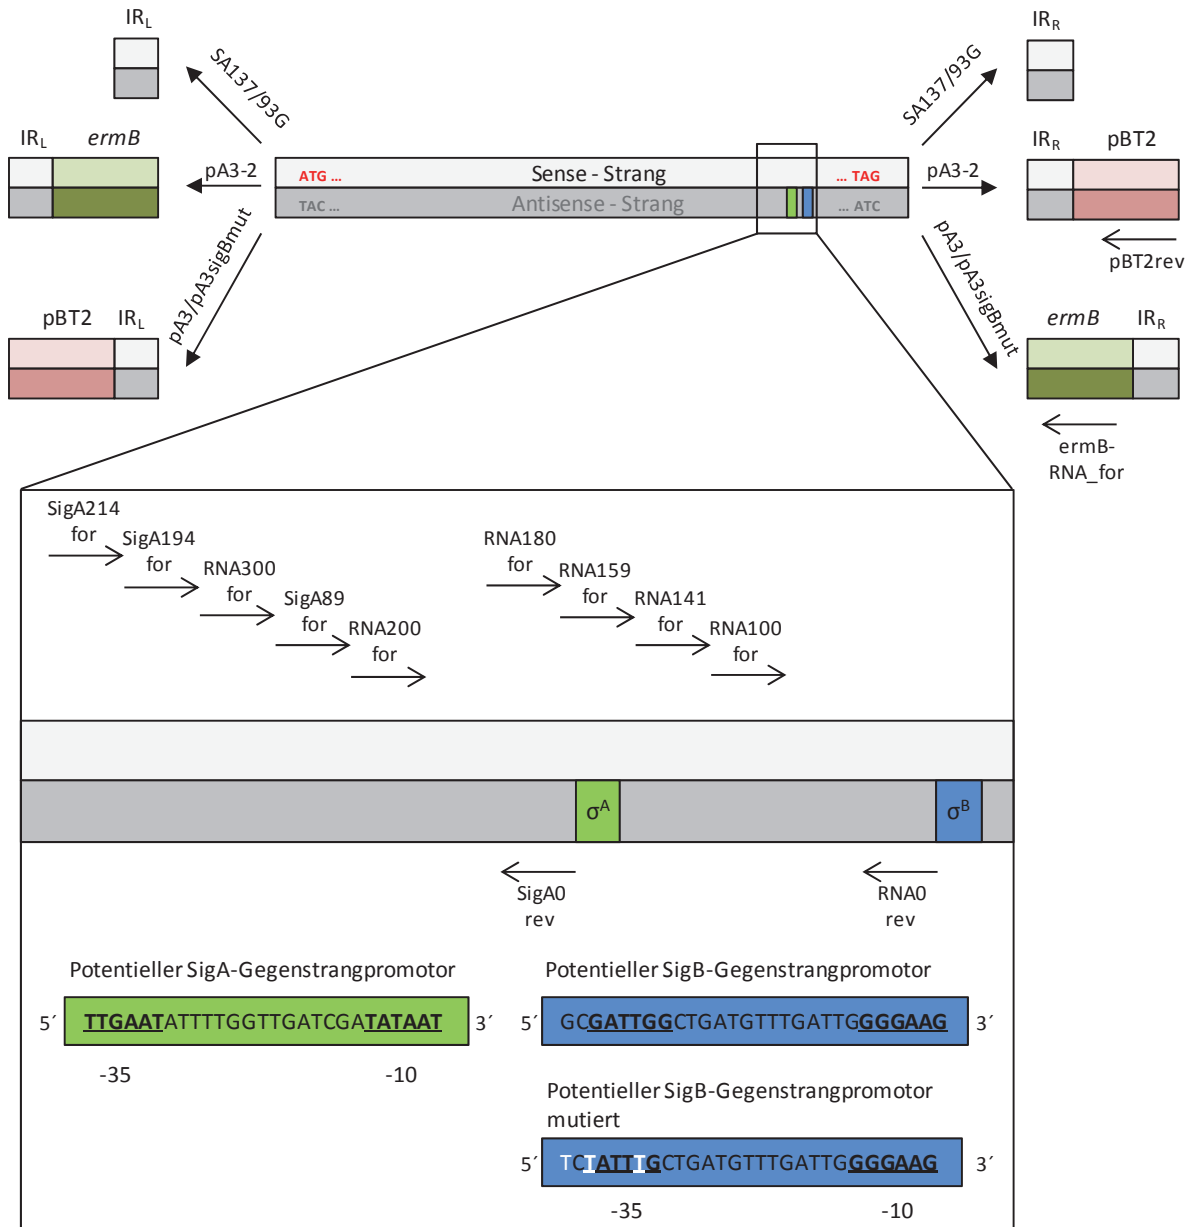 IRL
IRR
SA137/93G
SA137/93G
IRL ermB
IRR pBT2
pA3-2
ATG ... Sense - Strang ... TAG
pA3-2
TAC ... Antisense - Strang ... ATC
pA3/pA3sigBmut
pA3/pA3sigBmut
pBT2rev
pBT2 IRL
ermB IRR
ermB-
RNA_for
SigA214
for
SigA194
for
RNA300
for
SigA89
for
RNA200
for
RNA180
for
RNA159
for
RNA141
for
RNA100
for
σA
σB
SigA0
rev
RNA0
rev
Potentieller SigA-Gegenstrangpromotor
5´ TTGAATATTTTGGTTGATCGATATAAT 3´
-35 -10
Potentieller SigB-Gegenstrangpromotor
5´ GCGATTGGCTGATGTTTGATTGGGGAAG 3´
Potentieller SigB-Gegenstrangpromotor
mutiert
5´ TCTATTTGCTGATGTTTGATTGGGGAAG 3´
-35 -10